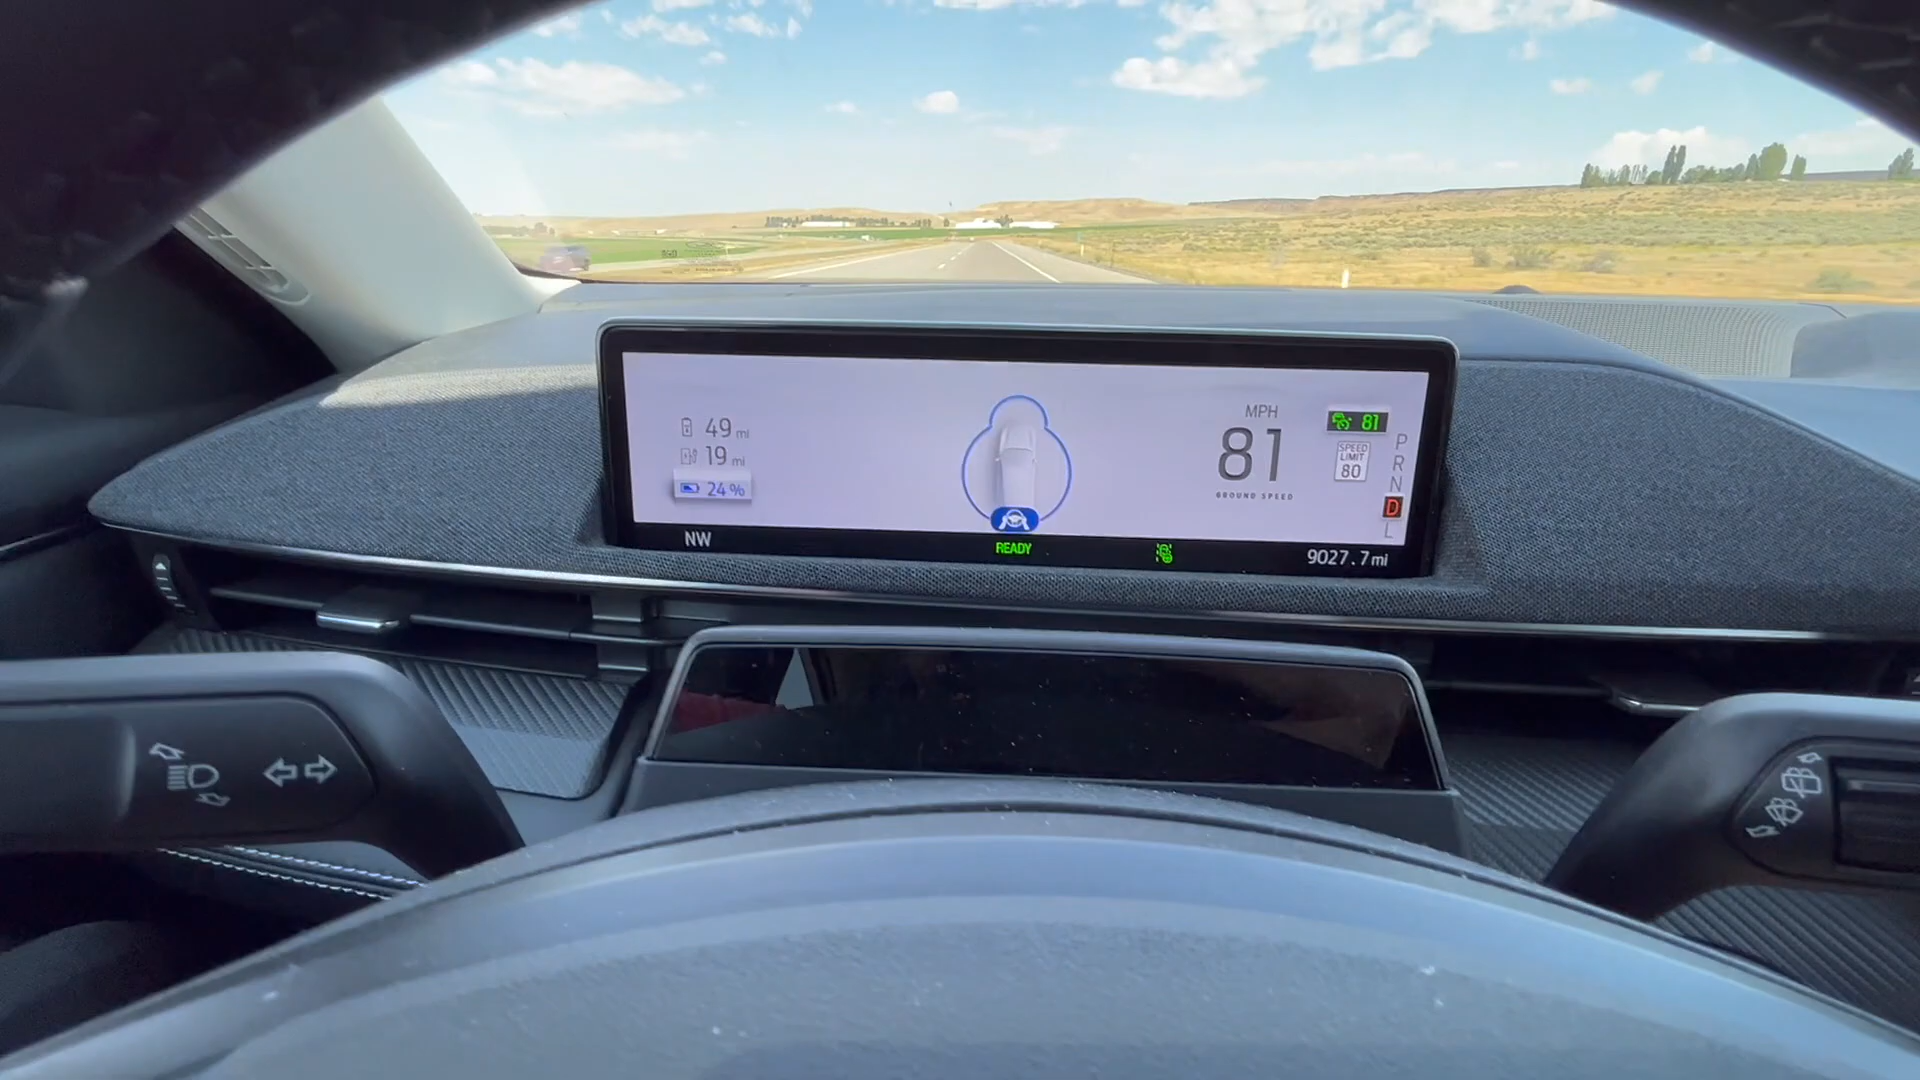 49 mi
19 mi
24 %
MPH
81
GROUND SPEED
81
SPEED
LIMIT
80
P
R
N
D
L
NW
READY
9027.7 mi